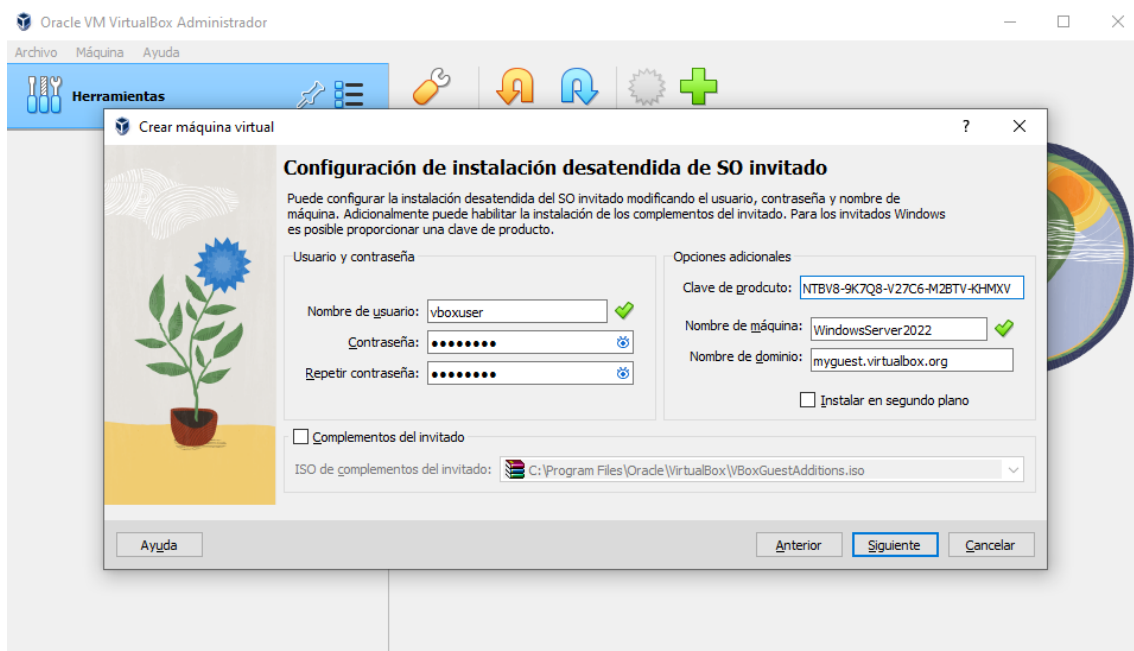 Oracle VM VirtualBox Administrador
Archivo Máquina Ayuda
Herramientas
Crear máquina virtual
Configuración de instalación desatendida de SO invitado
Puede configurar la instalación desatendida del SO invitado modificando el usuario, contraseña y nombre de
máquina. Adicionalmente puede habilitar la instalación de los complementos del invitado. Para los invitados Windows
es posible proporcionar una clave de producto.
Usuario y contraseña
Nombre de usuario: vboxuser
Contraseña: ●●●●●●●●
Repetir contraseña: ●●●●●●●●
Opciones adicionales
Clave de prodcuto: NTBV8-9K7Q8-V27C6-M2BTV-KHMXV
Nombre de máquina: WindowsServer2022
Nombre de dominio: myguest.virtualbox.org
Instalar en segundo plano
Complementos del invitado
ISO de complementos del invitado: C:\Program Files\Oracle\VirtualBox\VBoxGuestAdditions.iso
Ayuda Anterior Siguiente Cancelar